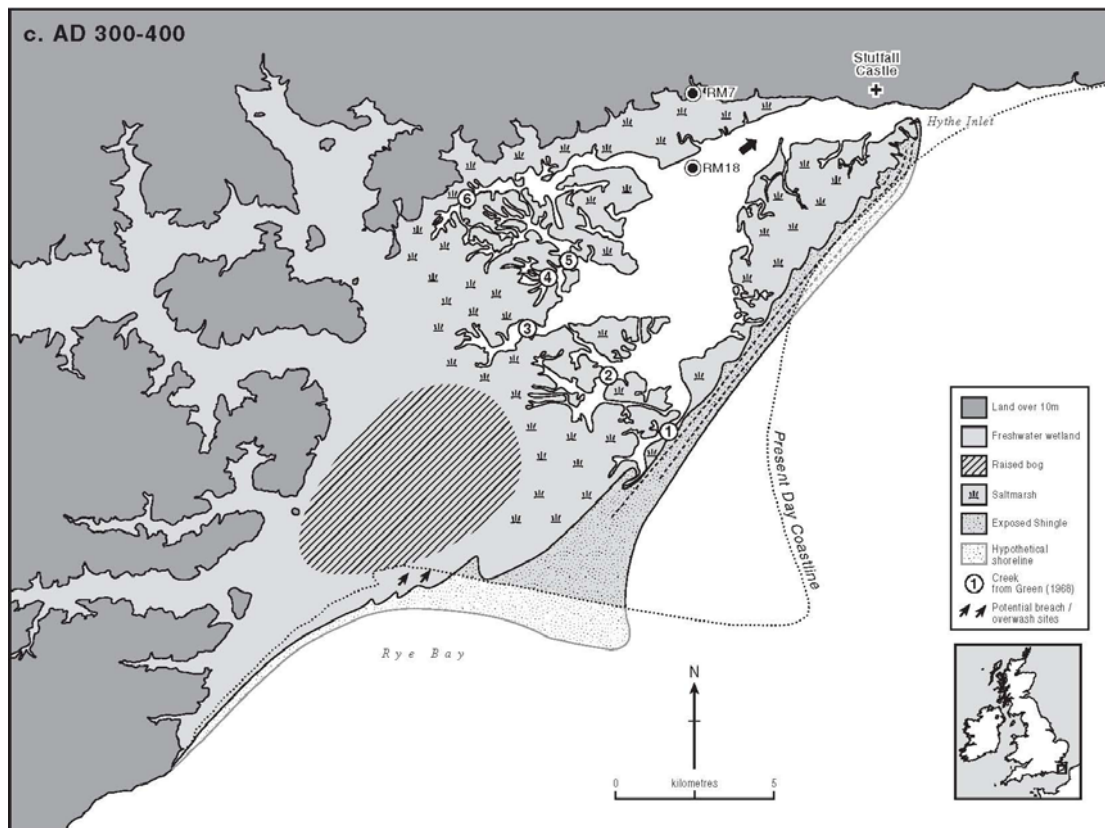 c. AD 300-400
Stutfall
Castle
RM7
Hythe Inlet
RM18
6
5
4
3
2
1
Present Day Coastline
Rye Bay
N
0
kilometres
5
Land over 10m
Freshwater wetland
Raised bog
Saltmarsh
Exposed Shingle
Hypothetical
shoreline
1
Creek
from Green (1968)
Potential breach /
overwash sites